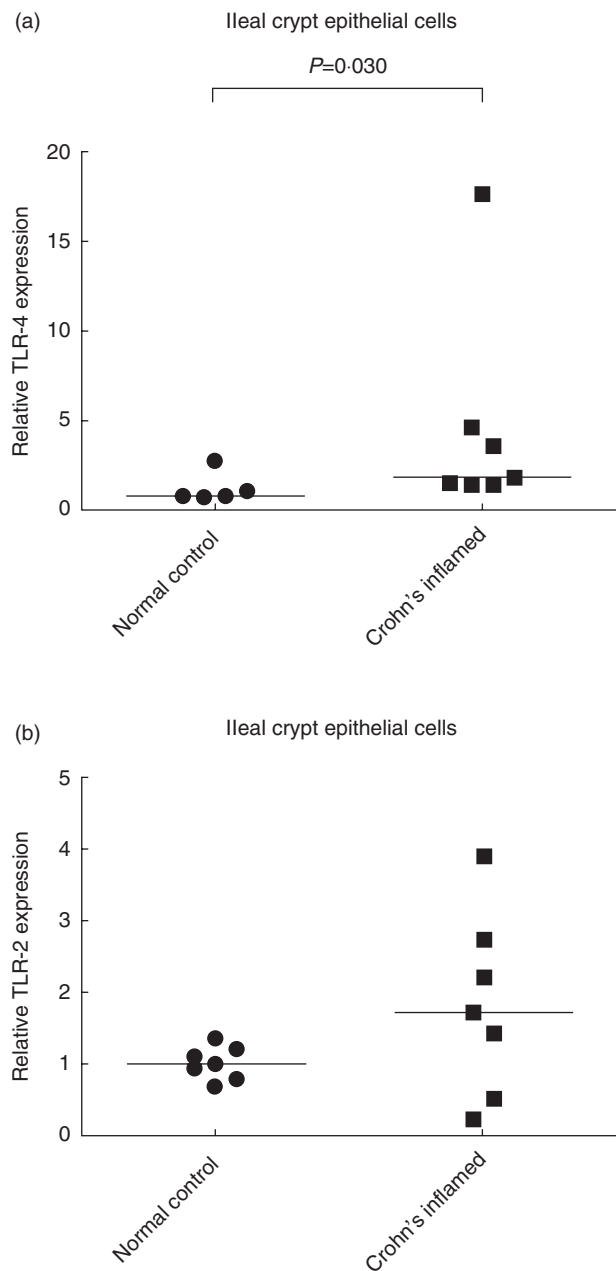 (a)
Ileal crypt epithelial cells
P=0·030
Relative TLR-4 expression
20
15
10
5
0
Normal control
Crohn's inflamed
(b)
Ileal crypt epithelial cells
Relative TLR-2 expression
5
4
3
2
1
0
Normal control
Crohn's inflamed